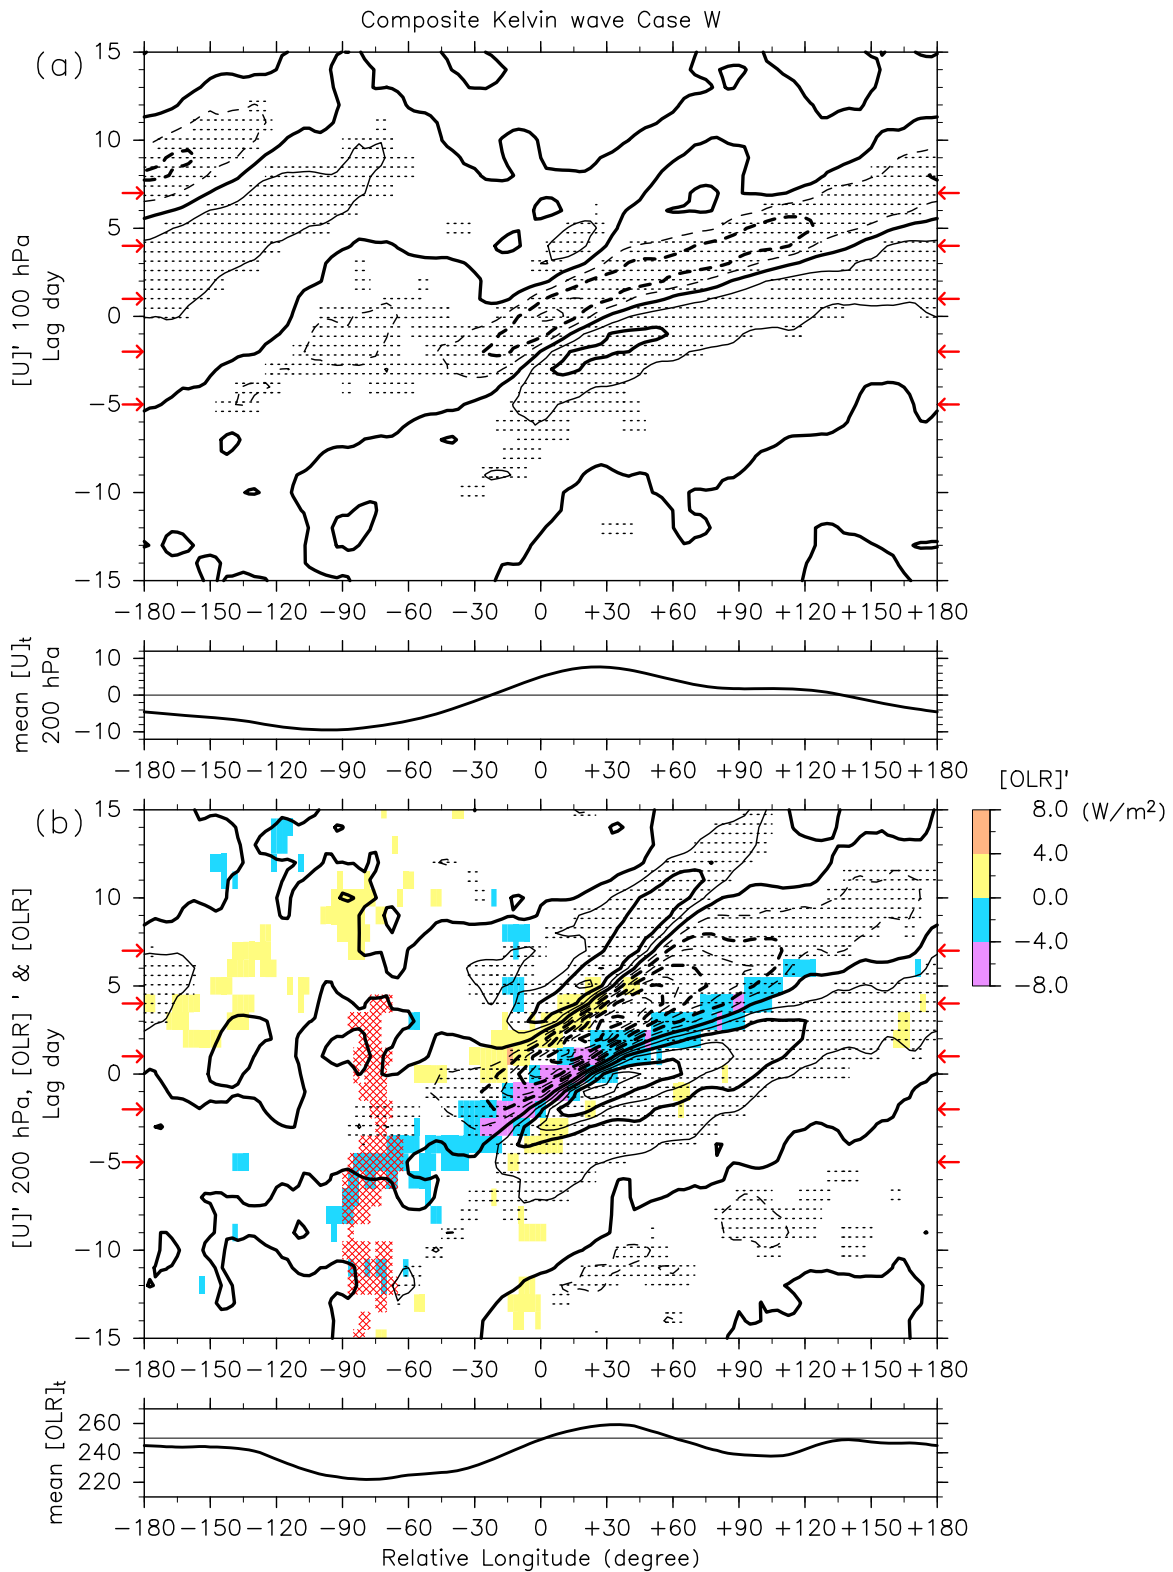 Composite Kelvin wave Case W
(a)
[U]' 100 hPa
Lag day
15
10
5
0
−5
−10
−15
−180 −150 −120 −90 −60 −30 0 +30 +60 +90 +120 +150 +180
mean [U]t
200 hPa
10
0
−10
−180 −150 −120 −90 −60 −30 0 +30 +60 +90 +120 +150 +180
[OLR]'
8.0 (W/m²)
4.0
0.0
−4.0
−8.0
(b)
[U]' 200 hPa, [OLR] ' & [OLR]
Lag day
15
10
5
0
−5
−10
−15
−180 −150 −120 −90 −60 −30 0 +30 +60 +90 +120 +150 +180
mean [OLR]t
260
240
220
−180 −150 −120 −90 −60 −30 0 +30 +60 +90 +120 +150 +180
Relative Longitude (degree)